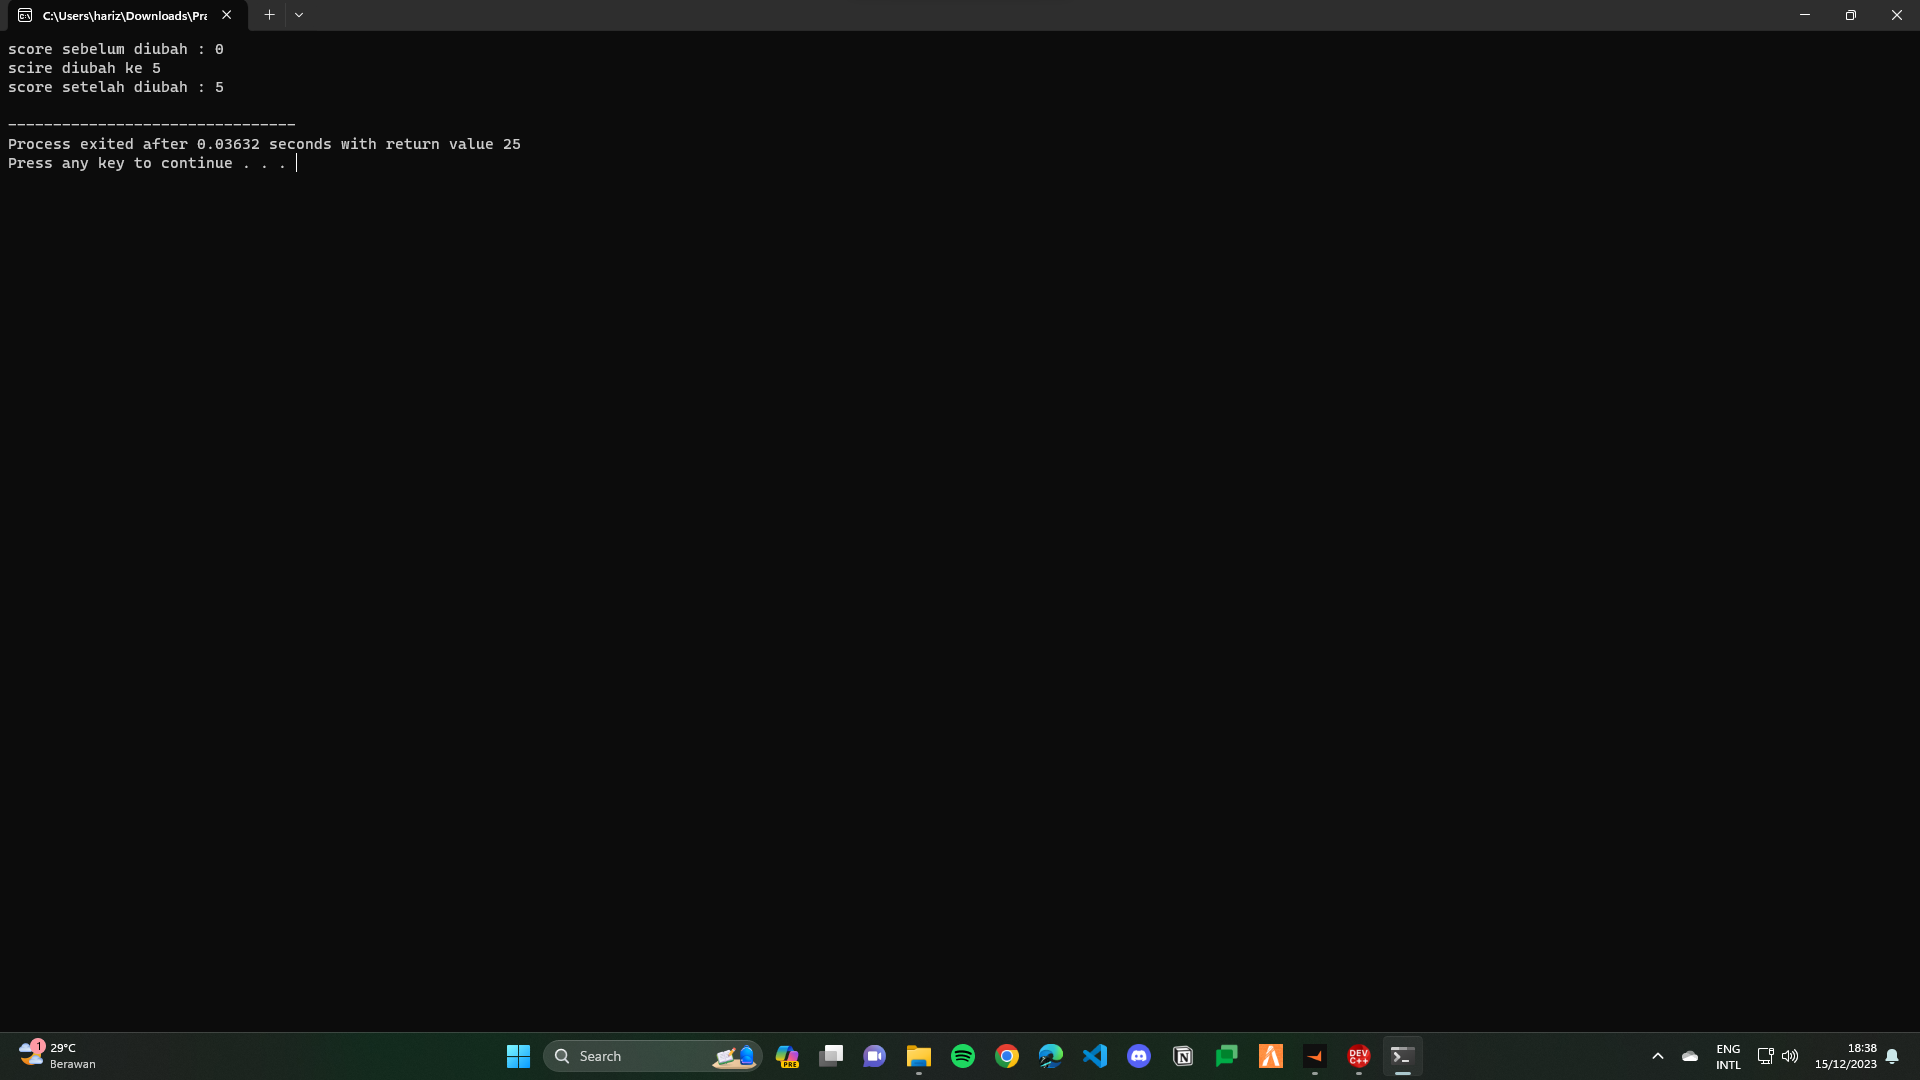 C:\Users\hariz\Downloads\Pra
score sebelum diubah : 0
scire diubah ke 5
score setelah diubah : 5
--------------------------------
Process exited after 0.03632 seconds with return value 25
Press any key to continue . . .
1
29°C
Berawan
Search
PRE
DEV
C++
ENG
INTL
18:38
15/12/2023